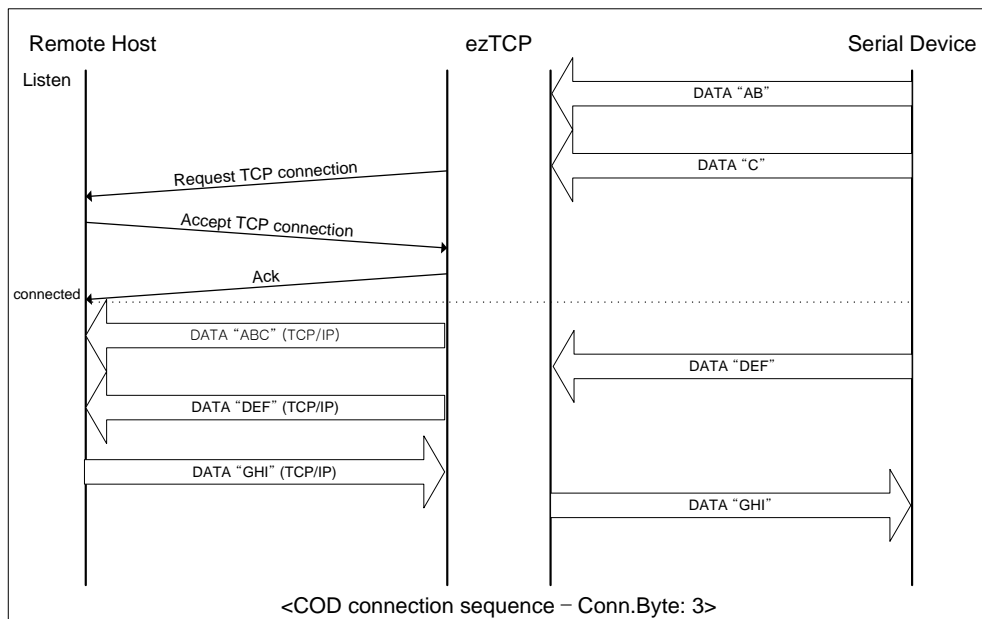 Remote Host
ezTCP
Serial Device
Listen
DATA “AB”
DATA “C”
Request TCP connection
Accept TCP connection
Ack
connected
DATA “ABC” (TCP/IP)
DATA “DEF”
DATA “DEF” (TCP/IP)
DATA “GHI” (TCP/IP)
DATA “GHI”
<COD connection sequence – Conn.Byte: 3>